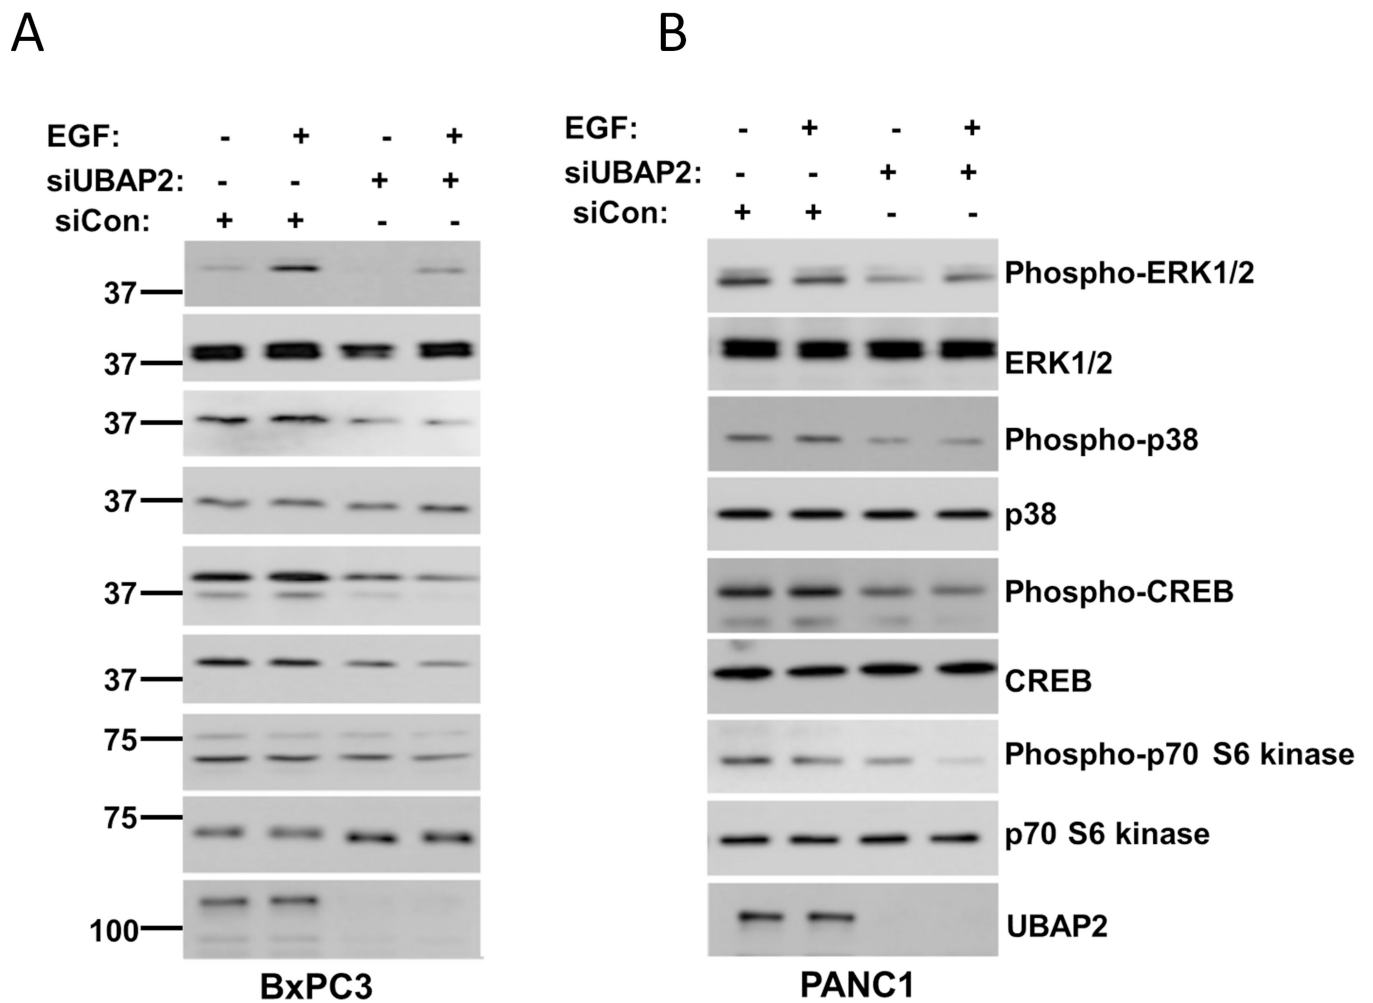 A
B
EGF: - + - +
siUBAP2: - - + +
siCon: + + - -
37
37
37
37
37
37
75
75
100
BxPC3
EGF: - + - +
siUBAP2: - - + +
siCon: + + - -
Phospho-ERK1/2
ERK1/2
Phospho-p38
p38
Phospho-CREB
CREB
Phospho-p70 S6 kinase
p70 S6 kinase
UBAP2
PANC1